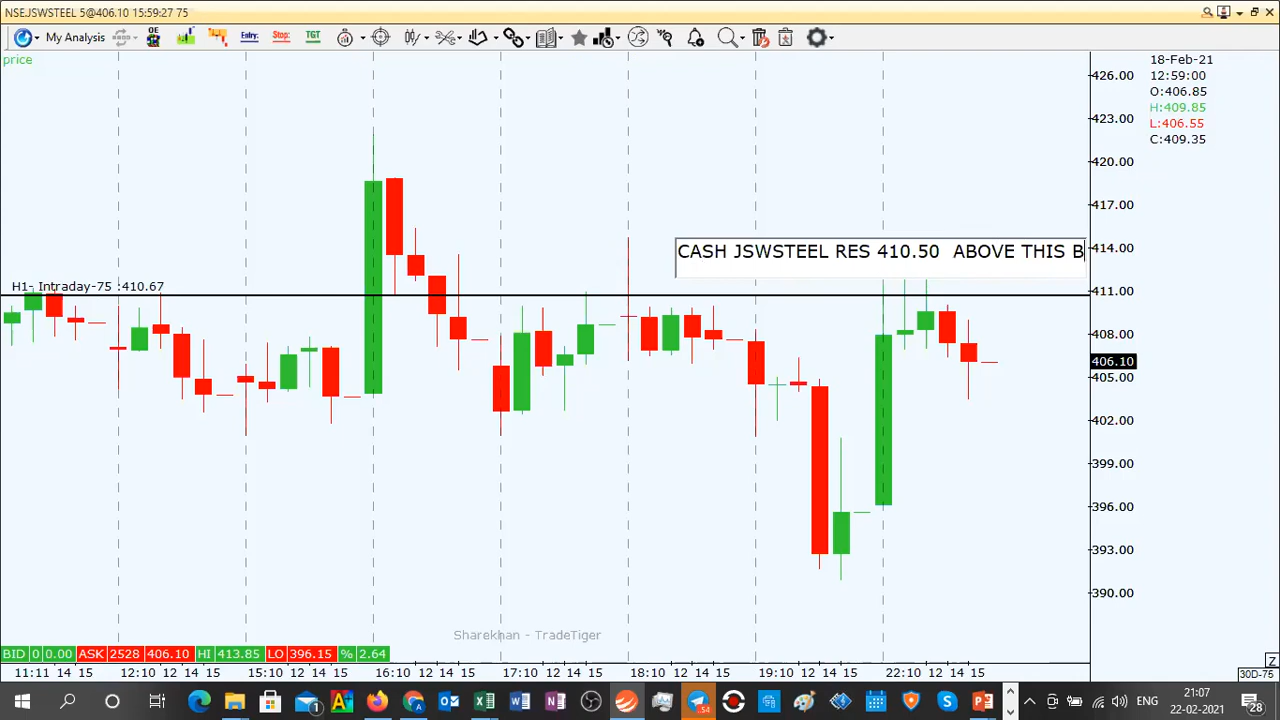 NSEJSWSTEEL 5@406.10 15:59:27 75
My Analysis OE Entry: Stop: TGT
price
18-Feb-21
12:59:00
O:406.85
H:409.85
L:406.55
C:409.35
426.00
423.00
420.00
417.00
414.00
411.00
408.00
406.10
405.00
402.00
399.00
396.00
393.00
390.00
CASH JSWSTEEL RES 410.50 ABOVE THIS B
H1- Intraday-75 :410.67
Sharekhan - TradeTiger
BID 0 0.00 ASK 2528 406.10 HI 413.85 LO 396.15 % 2.64
11:11 14 15 12:10 12 14 15 15:10 12 14 15 16:10 12 14 15 17:10 12 14 15 18:10 12 14 15 19:10 12 14 15 22:10 12 14 15
Z
30D-75
ENG
21:07
22-02-2021
28